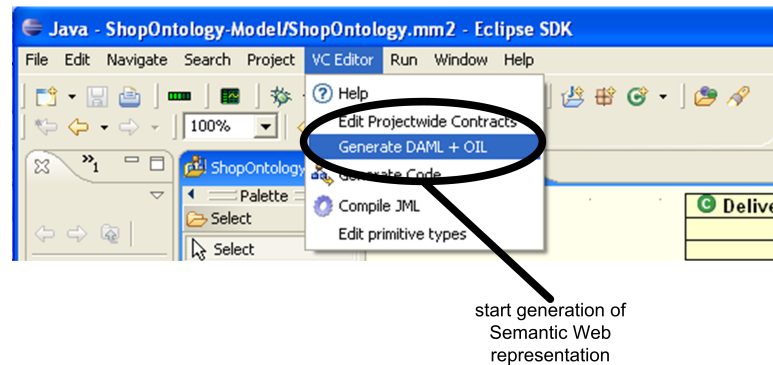 Java - ShopOntology-Model/ShopOntology.mm2 - Eclipse SDK
File Edit Navigate Search Project VC Editor Run Window Help
Help
100%
Edit Projectwide Contracts
Generate DAML + OIL
»1
ShopOntology
Generate Code
Palette
Compile JML
C Delive
Select
Edit primitive types
Select
start generation of
Semantic Web
representation